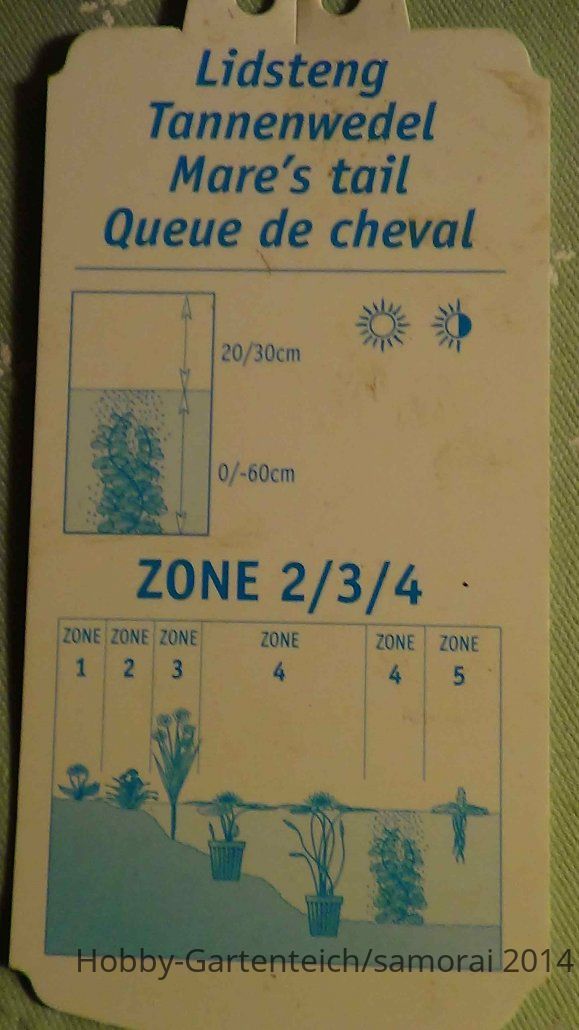 Lidsteng
Tannenwedel
Mare's tail
Queue de cheval
20/30cm
0/-60cm
ZONE 2/3/4
ZONE ZONE ZONE ZONE ZONE ZONE
1 2 3 4 4 5
Hobby-Gartenteich/samorai 2014